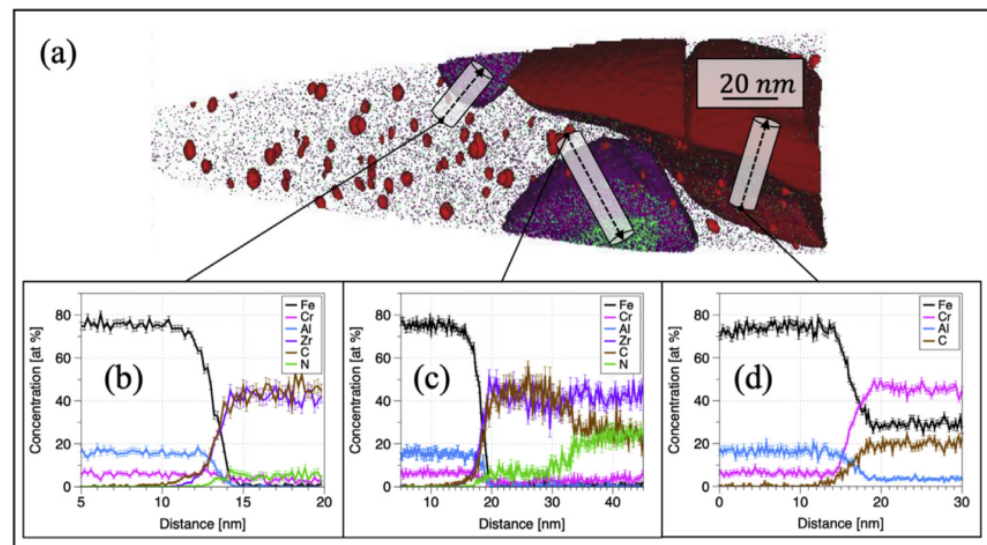 (a)
20 nm
80
60
40
20
0
Concentration [at %]
(b)
Fe
Cr
Al
Zr
C
N
5
10
15
20
Distance [nm]
80
60
40
20
0
Concentration [at %]
(c)
Fe
Cr
Al
Zr
C
N
10
20
30
40
Distance [nm]
80
60
40
20
0
Concentration [at %]
(d)
Fe
Cr
Al
C
0
10
20
30
Distance [nm]